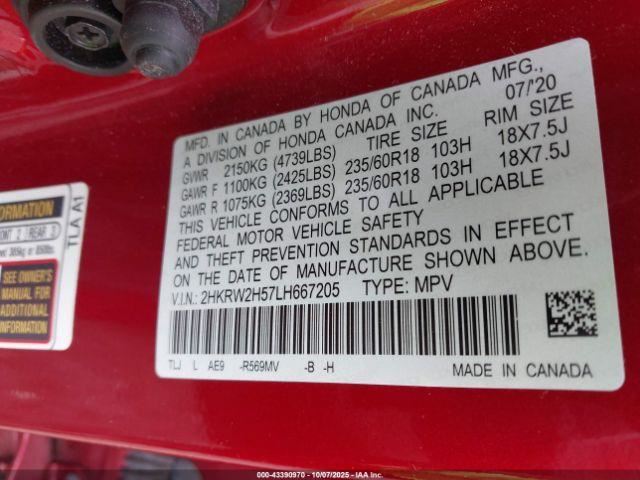 MFD. IN CANADA BY HONDA OF CANADA MFG.,
A DIVISION OF HONDA CANADA INC. 07/'20
GVWR 2150KG (4739LBS) TIRE SIZE RIM SIZE
GAWR F 1100KG (2425LBS) 235/60R18 103H 18X7.5J
GAWR R 1075KG (2369LBS) 235/60R18 103H 18X7.5J
THIS VEHICLE CONFORMS TO ALL APPLICABLE
FEDERAL MOTOR VEHICLE SAFETY
AND THEFT PREVENTION STANDARDS IN EFFECT
ON THE DATE OF MANUFACTURE SHOWN ABOVE.
V.I.N.: 2HKRW2H57LH667205 TYPE: MPV
TLJ L AE9 -R569MV -B -H
MADE IN CANADA
TLA A1
REAR 3
SEE OWNER'S
MANUAL FOR
ADDITIONAL
INFORMATION
000-43390970 | 10/07/2025 | IAA Inc.